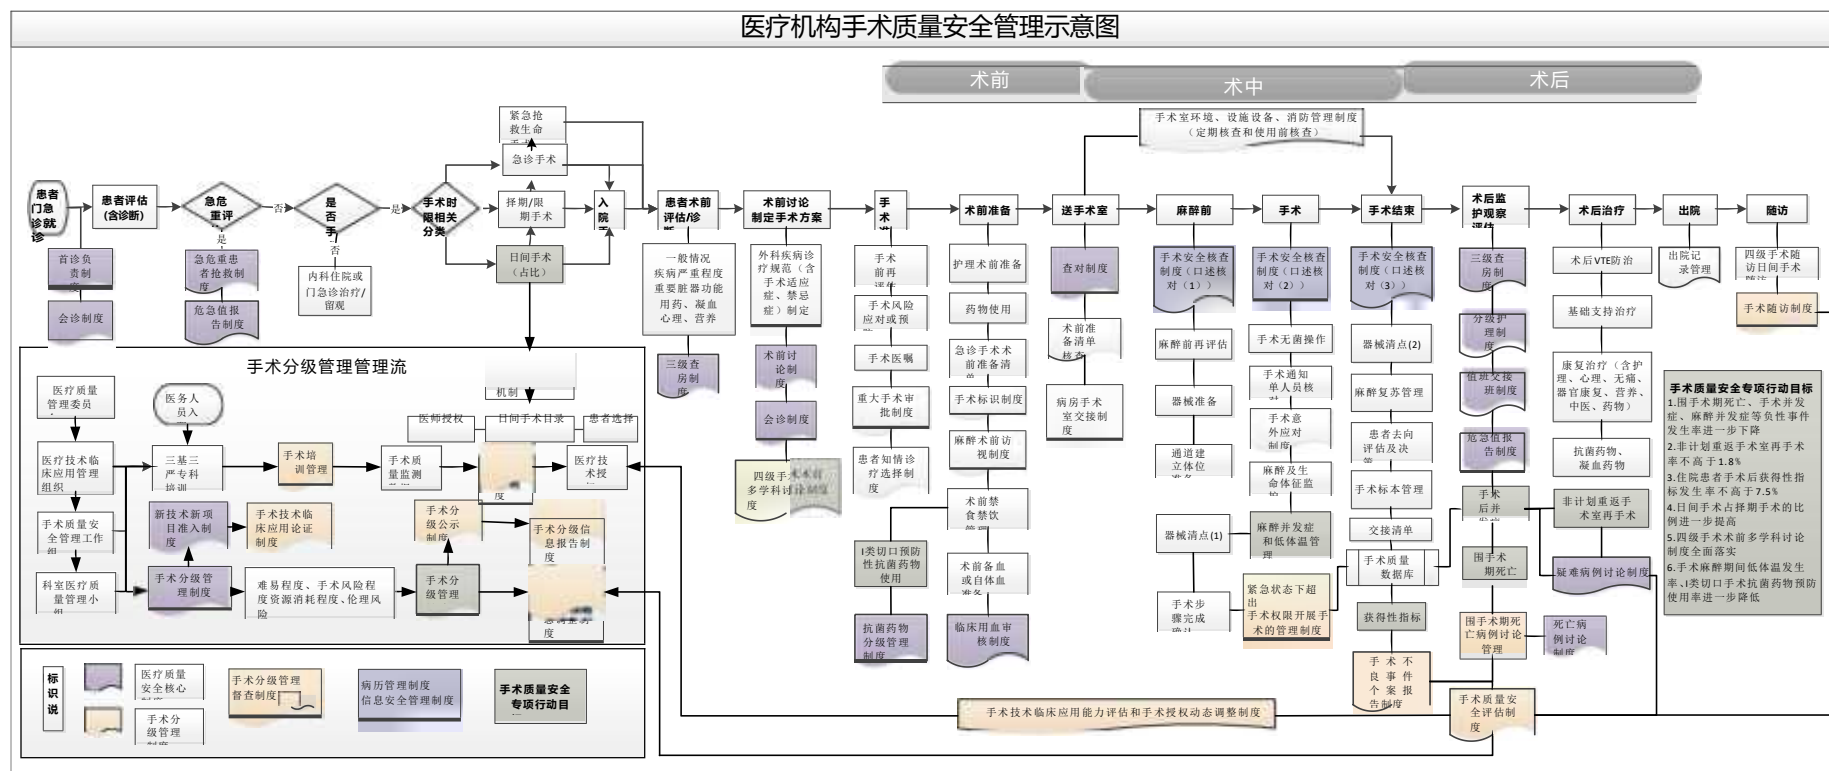 医疗机构手术质量安全管理示意图
术前
术中
术后
手术室环境、设施设备、消防管理制度
（定期核查和使用前核查）
紧急抢
救生命
急诊手术
患者
门急
诊就
诊
患者评估
(含诊断)
急危
重评
否
是
是
否
手
是
否
手术时
限相关
分类
择期/限
期手术
日间手术
（占比）
入
院
患者术前
评估/诊
断
术前讨论
制定手术方案
手
术
准
术前准备
送手术室
麻醉前
手术
手术结束
术后监
护观察
评估
术后治疗
出院
随访
首诊负
责制
度
会诊制度
急危重患
者抢救制
度
危急值报
告制度
内科住院或
门急诊治疗/
留观
一般情况
疾病严重程度
重要脏器功能
用药、凝血
心理、营养
三级查
房制
度
外科疾病诊
疗规范（含
手术适应
症、禁忌
症）制定
术前讨
论制
度
会诊制度
四级手术
多学科讨论制度
度
手术
前再
评估
手术风险
应对或预
手术医嘱
重大手术审
批制度
患者知情诊
疗选择制
度
I类切口预防
性抗菌药物
使用
抗菌药物
分级管理
制度
护理术前准备
药物使用
急诊手术术
前准备清
单
手术标识制度
麻醉术前访
视制度
术前禁
食禁饮
管理
术前备血
或自体血
准备
临床用血审
核制度
查对制度
术前准
备清单
核查
病房手术
室交接制
度
手术安全核查
制度（口述核
对（1））
麻醉前再评估
器械准备
通道建
立体位
准备
器械清点(1)
手术步
骤完成
确认
手术安全核查
制度（口述核
对（2））
手术无菌操作
手术通知
单人员核
手术意
外应对
制度
麻醉及生
命体征监
护
麻醉并发症
和低体温管
理
紧急状态下超
出
手术权限开展手
术的管理制度
手术安全核查
制度（口述核
对（3））
器械清点(2)
麻醉复苏管理
患者去向
评估及决
策
手术标本管理
交接清单
手术质量
数据库
获得性指标
手术不
良事件
个案报
告制度
三级查
房制
度
分级护
理制
度
值班交接
班制度
危急值报
告制度
手术
后并
发症
围手术
期死亡
围手术期死
亡病例讨论
管理
死亡病
例讨论
制度
手术质量安
全评估制
度
术后VTE防治
基础支持治疗
康复治疗（含护
理、心理、无痛、
器官康复、营养、
中医、药物）
抗菌药物、
凝血药物
非计划重返手
术室再手术
疑难病例讨论制度
出院记
录管理
四级手术随
访日间手术
随访
手术随访制度
手术质量安全专项行动目标
1.围手术期死亡、手术并发
症、麻醉并发症等负性事件
发生率进一步下降
2.非计划重返手术室再手术
率不高于1.8%
3.住院患者手术后获得性指
标发生率不高于7.5%
4.日间手术占择期手术的比
例进一步提高
5.四级手术术前多学科讨论
制度全面落实
6.手术麻醉期间低体温发生
率、I类切口手术抗菌药物预防
使用率进一步降低
手术分级管理管理流
医疗质量
管理委员
医疗技术临
床应用管理
组织
手术质量安
全管理工作
组
科室医疗质
量管理小
组
医务人
员入
三基三
严专科
培训
手术培
训管理
手术质
量监测
度
医疗技
术授
机制
医师授权
日间手术目录
患者选择
新技术新项
目准入制
度
手术技术临
床应用论证
制度
手术分
级公示
制度
手术分级信
息报告制
度
手术分级管
理制度
难易程度、手术风险程
度资源消耗程度、伦理风
险
手术分
级管理
度
手术技术临床应用能力评估和手术授权动态调整制度
标
识
说
医疗质量
安全核心
制度
手术分
级管理
制度
手术分级管理
督查制度
病历管理制度
信息安全管理制度
手术质量安全
专项行动目